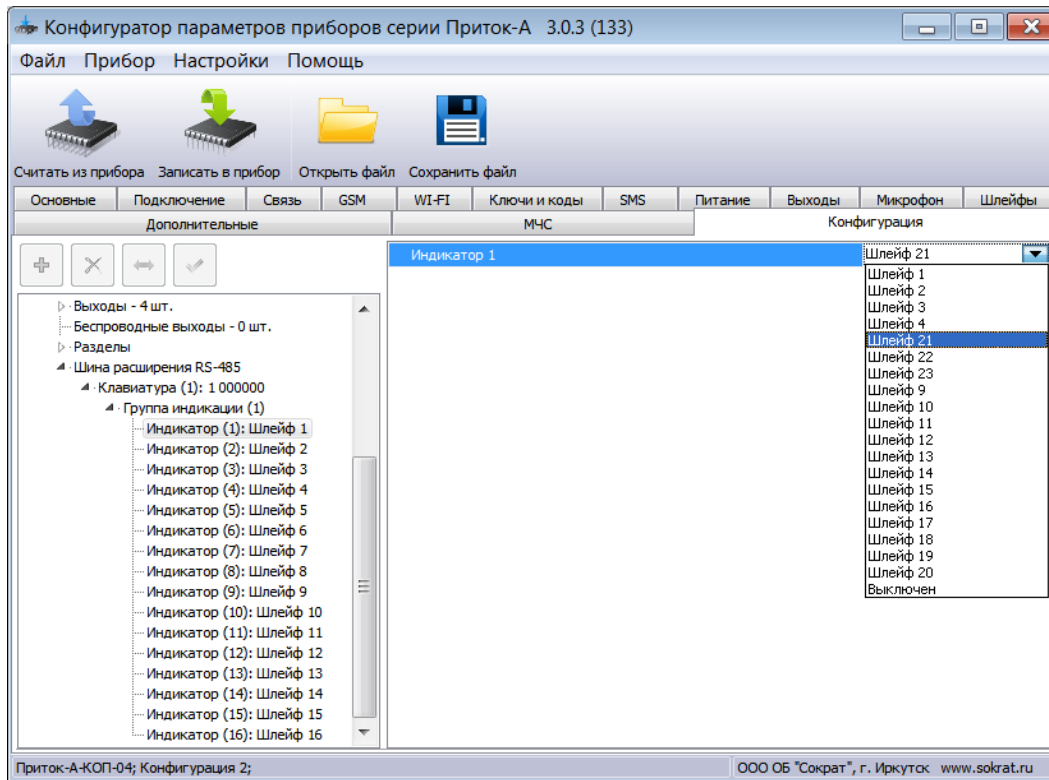 Конфигуратор параметров приборов серии Приток-А 3.0.3 (133)
Файл Прибор Настройки Помощь
Считать из прибора Записать в прибор Открыть файл Сохранить файл
Основные Подключение Связь GSM WI-FI Ключи и коды SMS Питание Выходы Микрофон Шлейфы
Дополнительные МЧС Конфигурация
Индикатор 1 Шлейф 21
Выходы - 4 шт.
Беспроводные выходы - 0 шт.
Разделы
Шина расширения RS-485
Клавиатура (1): 1 000000
Группа индикации (1)
Индикатор (1): Шлейф 1
Индикатор (2): Шлейф 2
Индикатор (3): Шлейф 3
Индикатор (4): Шлейф 4
Индикатор (5): Шлейф 5
Индикатор (6): Шлейф 6
Индикатор (7): Шлейф 7
Индикатор (8): Шлейф 8
Индикатор (9): Шлейф 9
Индикатор (10): Шлейф 10
Индикатор (11): Шлейф 11
Индикатор (12): Шлейф 12
Индикатор (13): Шлейф 13
Индикатор (14): Шлейф 14
Индикатор (15): Шлейф 15
Индикатор (16): Шлейф 16
Шлейф 1
Шлейф 2
Шлейф 3
Шлейф 4
Шлейф 21
Шлейф 22
Шлейф 23
Шлейф 9
Шлейф 10
Шлейф 11
Шлейф 12
Шлейф 13
Шлейф 14
Шлейф 15
Шлейф 16
Шлейф 17
Шлейф 18
Шлейф 19
Шлейф 20
Выключен
Приток-А-КОП-04; Конфигурация 2; ООО ОБ "Сократ", г. Иркутск www.sokrat.ru